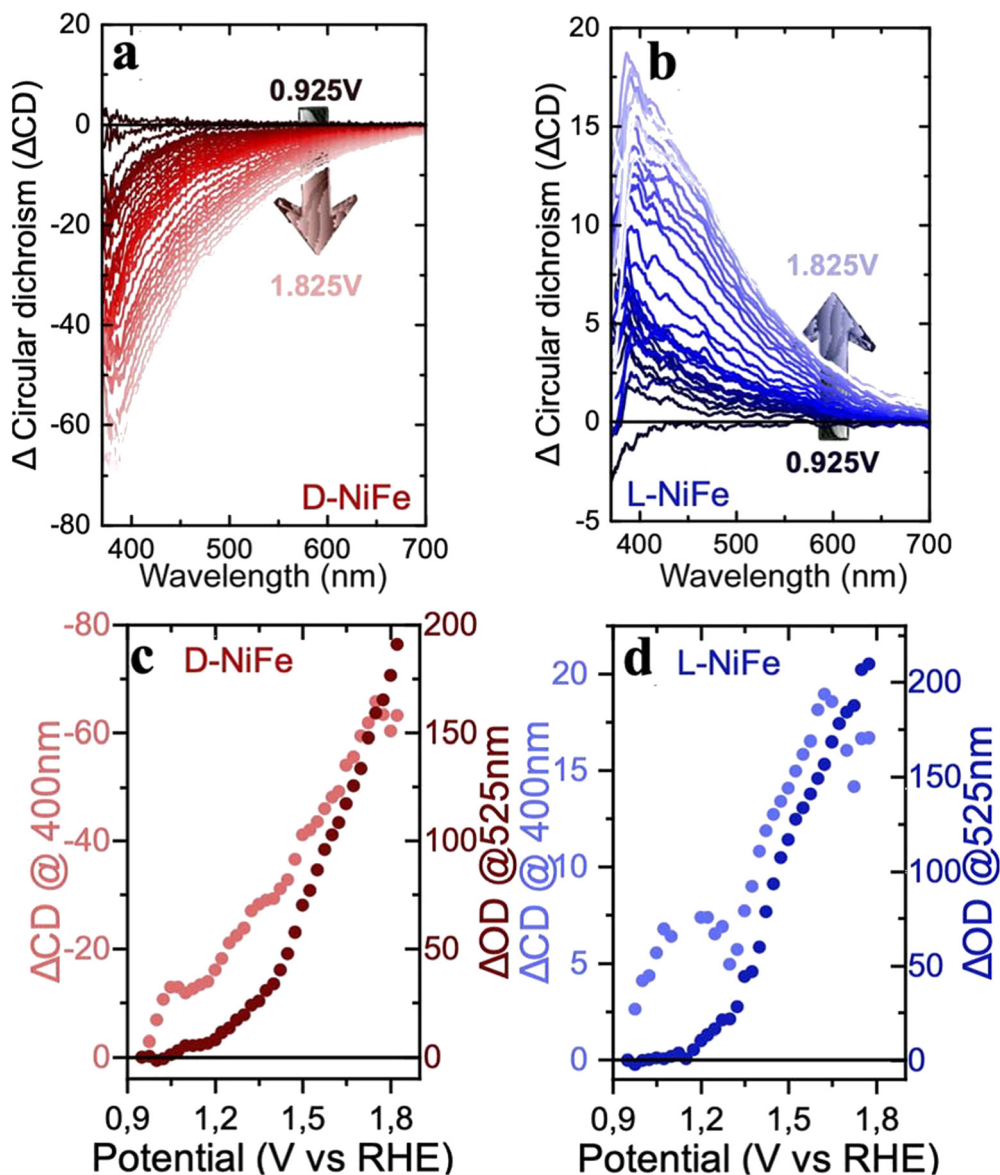 a
20
0
-20
-40
-60
-80
Δ Circular dichroism (ΔCD)
0.925V
1.825V
D-NiFe
400 500 600 700
Wavelength (nm)
b
20
15
10
5
0
-5
Δ Circular dichroism (ΔCD)
1.825V
0.925V
L-NiFe
400 500 600 700
Wavelength (nm)
c D-NiFe
-80
-60
-40
-20
0
ΔCD @ 400nm
200
150
100
50
0
ΔOD @525nm
0,9 1,2 1,5 1,8
Potential (V vs RHE)
d L-NiFe
20
15
10
5
0
ΔCD @ 400nm
200
150
100
50
0
ΔOD @525nm
0,9 1,2 1,5 1,8
Potential (V vs RHE)